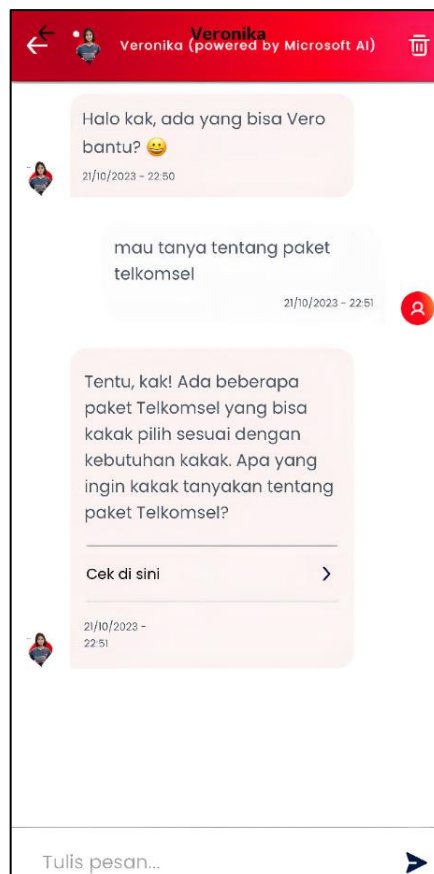 Veronika
Veronika (powered by Microsoft AI)
Halo kak, ada yang bisa Vero
bantu? 😀
21/10/2023 - 22:50
mau tanya tentang paket
telkomsel
21/10/2023 - 22:51
Tentu, kak! Ada beberapa
paket Telkomsel yang bisa
kakak pilih sesuai dengan
kebutuhan kakak. Apa yang
ingin kakak tanyakan tentang
paket Telkomsel?
Cek di sini
21/10/2023 -
22:51
Tulis pesan...